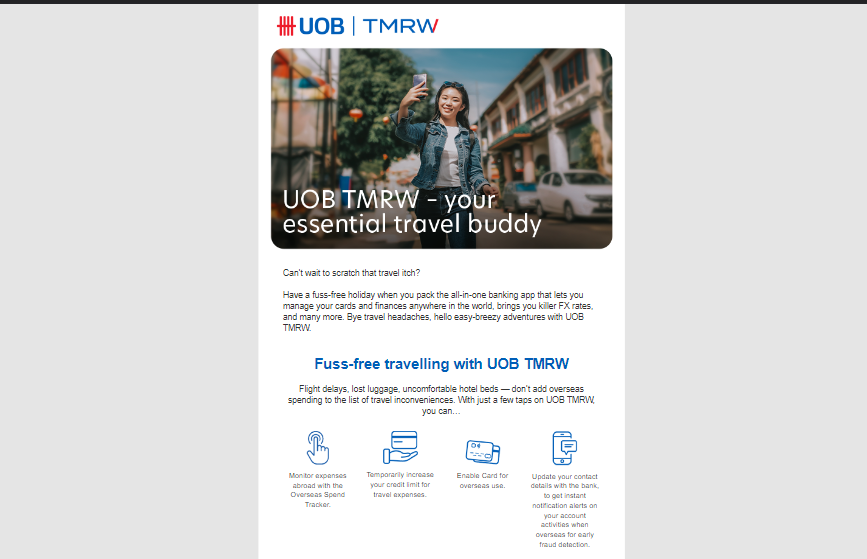 UOB | TMRW
UOB TMRW – your
essential travel buddy
Can't wait to scratch that travel itch?
Have a fuss-free holiday when you pack the all-in-one banking app that lets you
manage your cards and finances anywhere in the world, brings you killer FX rates,
and many more. Bye travel headaches, hello easy-breezy adventures with UOB
TMRW.
Fuss-free travelling with UOB TMRW
Flight delays, lost luggage, uncomfortable hotel beds — don't add overseas
spending to the list of travel inconveniences. With just a few taps on UOB TMRW,
you can…
Monitor expenses
abroad with the
Overseas Spend
Tracker.
Temporarily increase
your credit limit for
travel expenses.
Enable Card for
overseas use.
Update your contact
details with the bank,
to get instant
notification alerts on
your account
activities when
overseas for early
fraud detection.